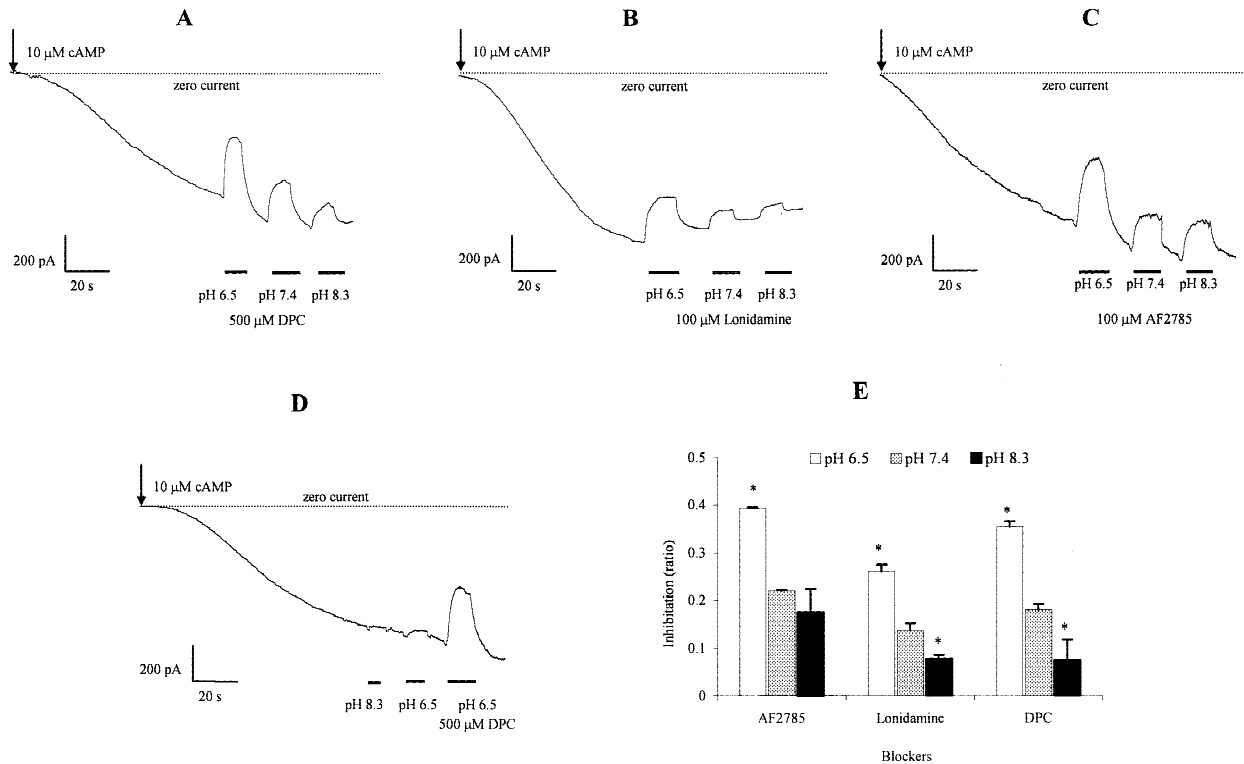 A
10 µM cAMP
zero current
200 pA
20 s
pH 6.5 pH 7.4 pH 8.3
500 µM DPC
B
10 µM cAMP
zero current
200 pA
20 s
pH 6.5 pH 7.4 pH 8.3
100 µM Lonidamine
C
10 µM cAMP
zero current
200 pA
20 s
pH 6.5 pH 7.4 pH 8.3
100 µM AF2785
D
10 µM cAMP
zero current
200 pA
20 s
pH 8.3 pH 6.5 pH 6.5
500 µM DPC
E
pH 6.5 pH 7.4 pH 8.3
Inhibitation (ratio)
0.5
0.4
0.3
0.2
0.1
0
* * * * *
AF2785 Lonidamine DPC
Blockers